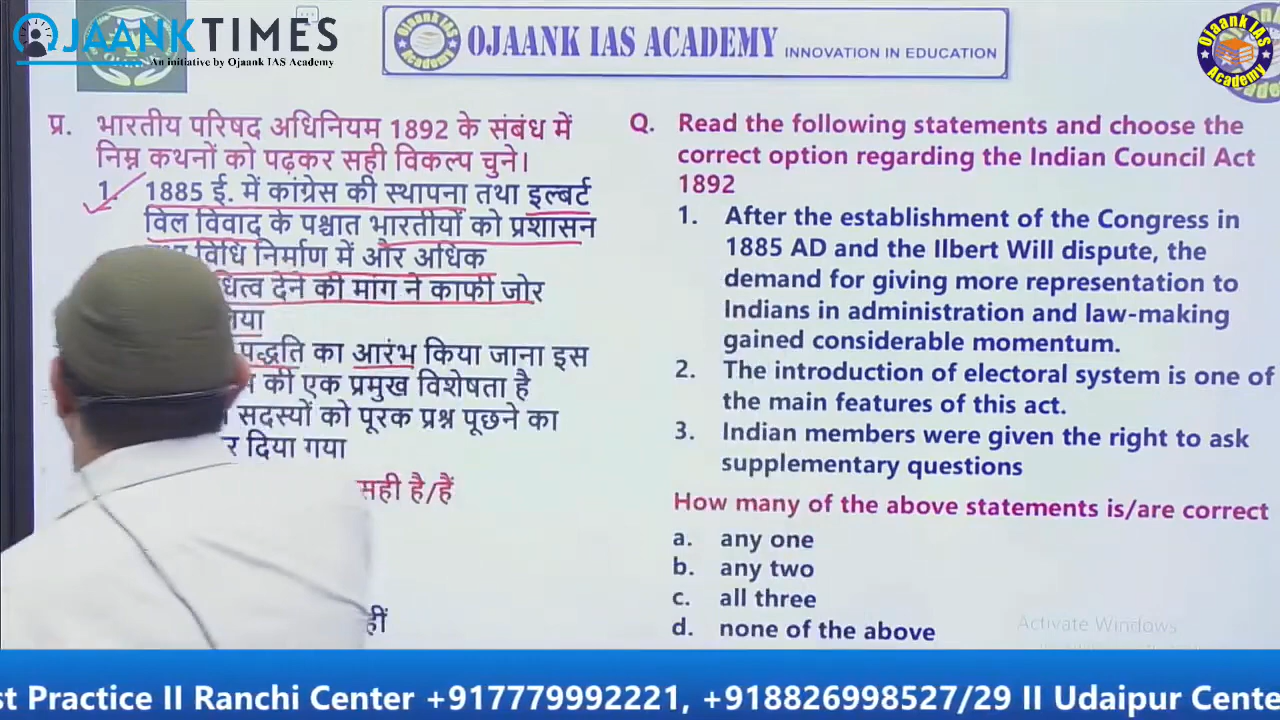 OJAANK TIMES
An initiative by Ojaank IAS Academy
OJAANK IAS ACADEMY INNOVATION IN EDUCATION
Ojaank IAS Academy
प्र. भारतीय परिषद अधिनियम 1892 के संबंध में
निम्न कथनों को पढ़कर सही विकल्प चुने।
1. 1885 ई. में कांग्रेस की स्थापना तथा इल्बर्ट
विल विवाद के पश्चात भारतीयों को प्रशासन
विधि निर्माण में और अधिक
देने की मांग ने काफी जोर
पद्धति का आरंभ किया जाना इस
की एक प्रमुख विशेषता है
सदस्यों को पूरक प्रश्न पूछने का
दिया गया
सही है/हैं
Q. Read the following statements and choose the
correct option regarding the Indian Council Act
1892
1. After the establishment of the Congress in
1885 AD and the Ilbert Will dispute, the
demand for giving more representation to
Indians in administration and law-making
gained considerable momentum.
2. The introduction of electoral system is one of
the main features of this act.
3. Indian members were given the right to ask
supplementary questions
How many of the above statements is/are correct
a. any one
b. any two
c. all three
d. none of the above
Activate Windows
st Practice II Ranchi Center +917779992221, +918826998527/29 II Udaipur Cente